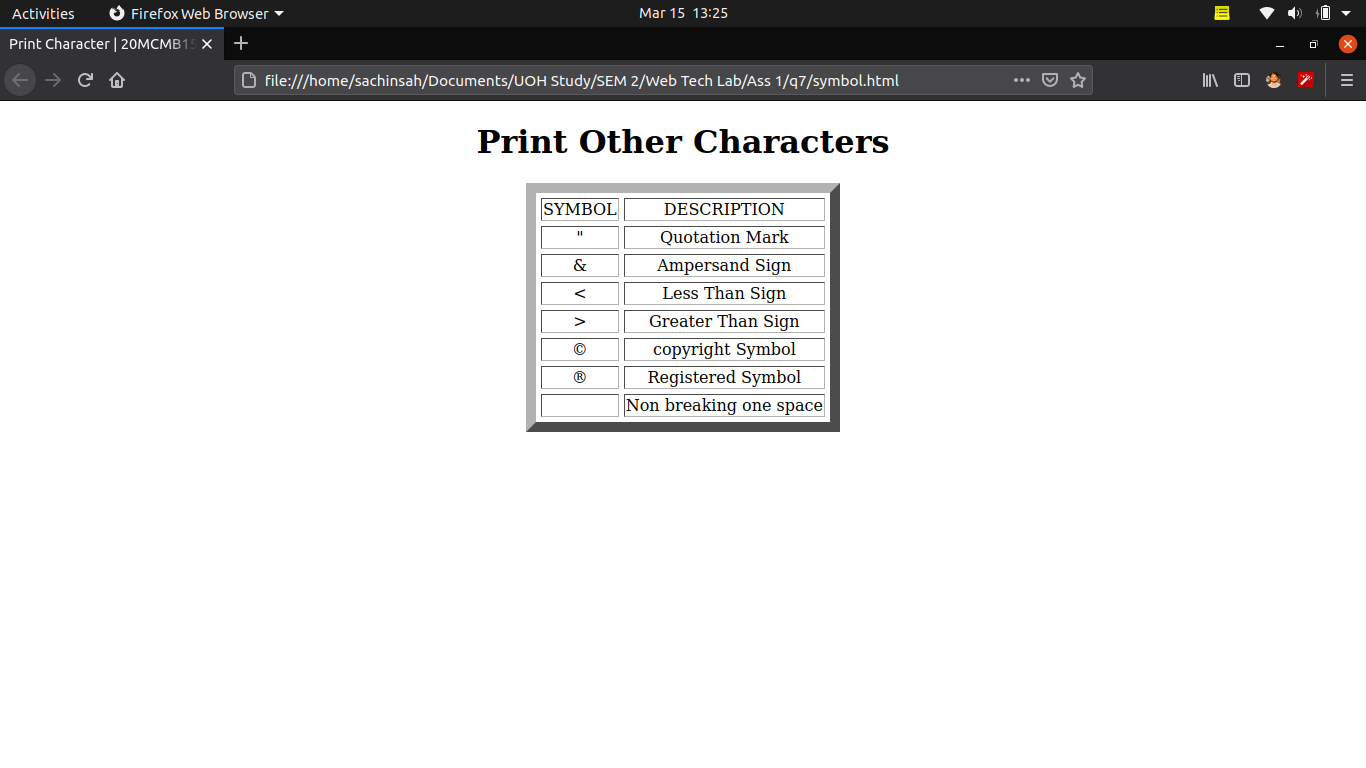 Activities Firefox Web Browser Mar 15 13:25
Print Character | 20MCMB15
file:///home/sachinsah/Documents/UOH Study/SEM 2/Web Tech Lab/Ass 1/q7/symbol.html
Print Other Characters
SYMBOL DESCRIPTION
" Quotation Mark
& Ampersand Sign
< Less Than Sign
> Greater Than Sign
© copyright Symbol
® Registered Symbol
Non breaking one space